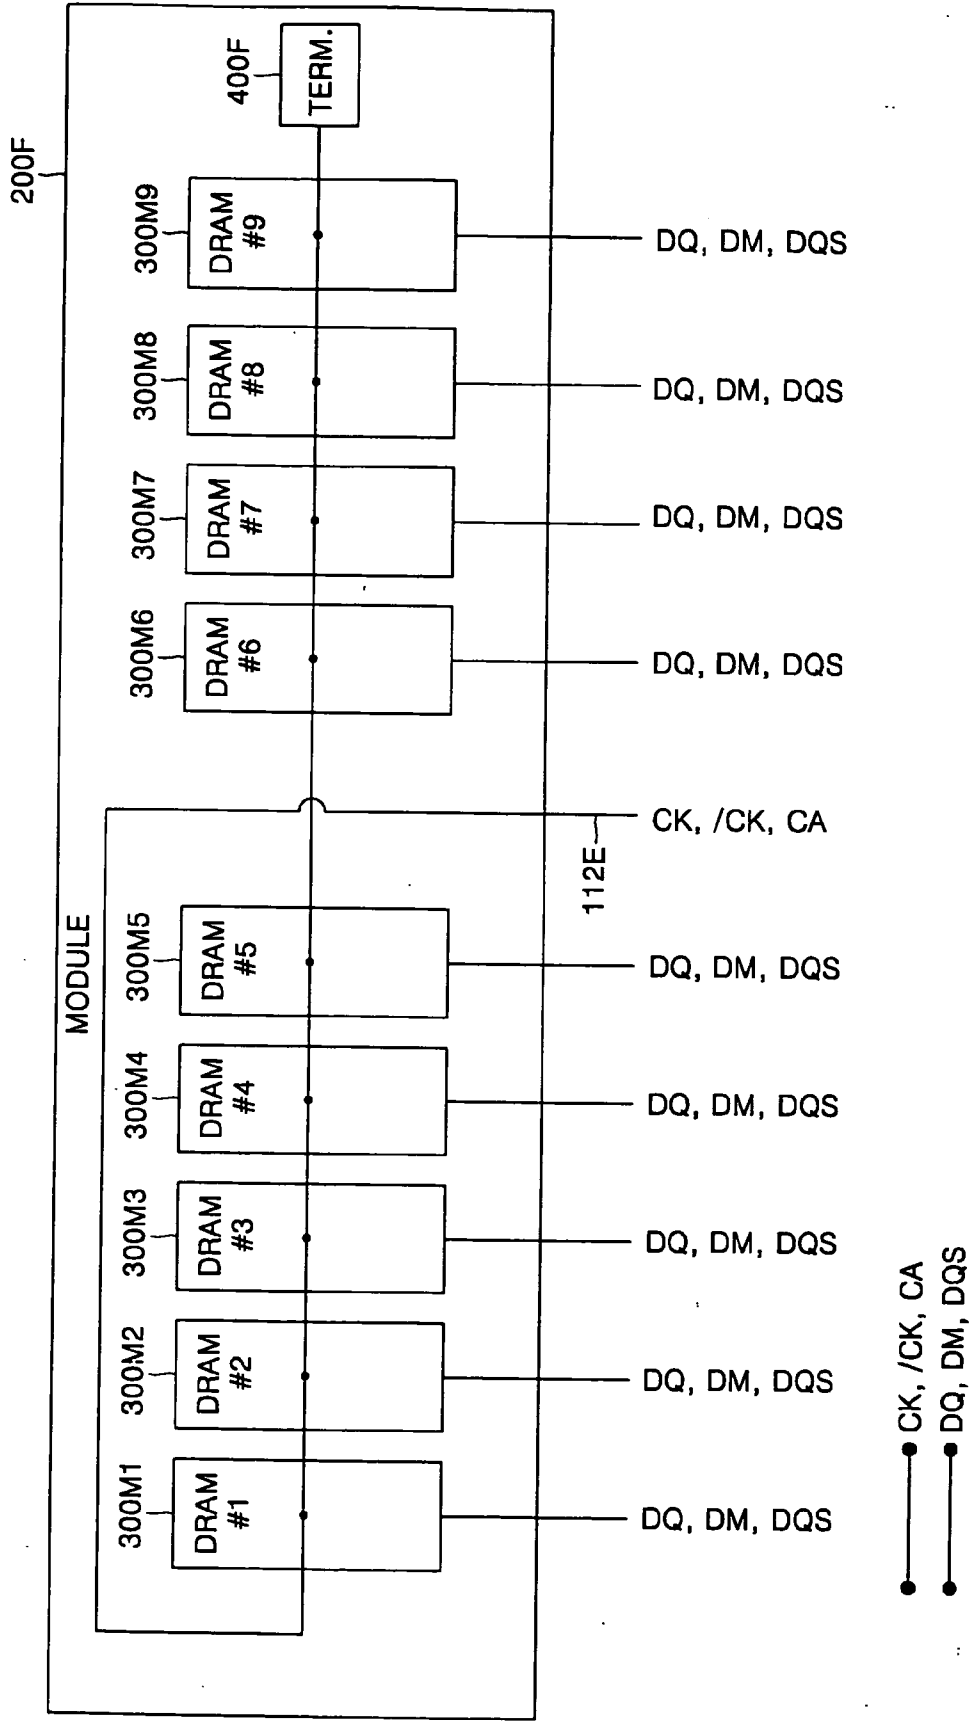 200F
MODULE
400F
TERM.
300M9
DRAM
#9
DQ, DM, DQS
300M8
DRAM
#8
DQ, DM, DQS
300M7
DRAM
#7
DQ, DM, DQS
300M6
DRAM
#6
DQ, DM, DQS
CK, /CK, CA
112E
300M5
DRAM
#5
DQ, DM, DQS
300M4
DRAM
#4
DQ, DM, DQS
300M3
DRAM
#3
DQ, DM, DQS
300M2
DRAM
#2
DQ, DM, DQS
300M1
DRAM
#1
DQ, DM, DQS
CK, /CK, CA
DQ, DM, DQS